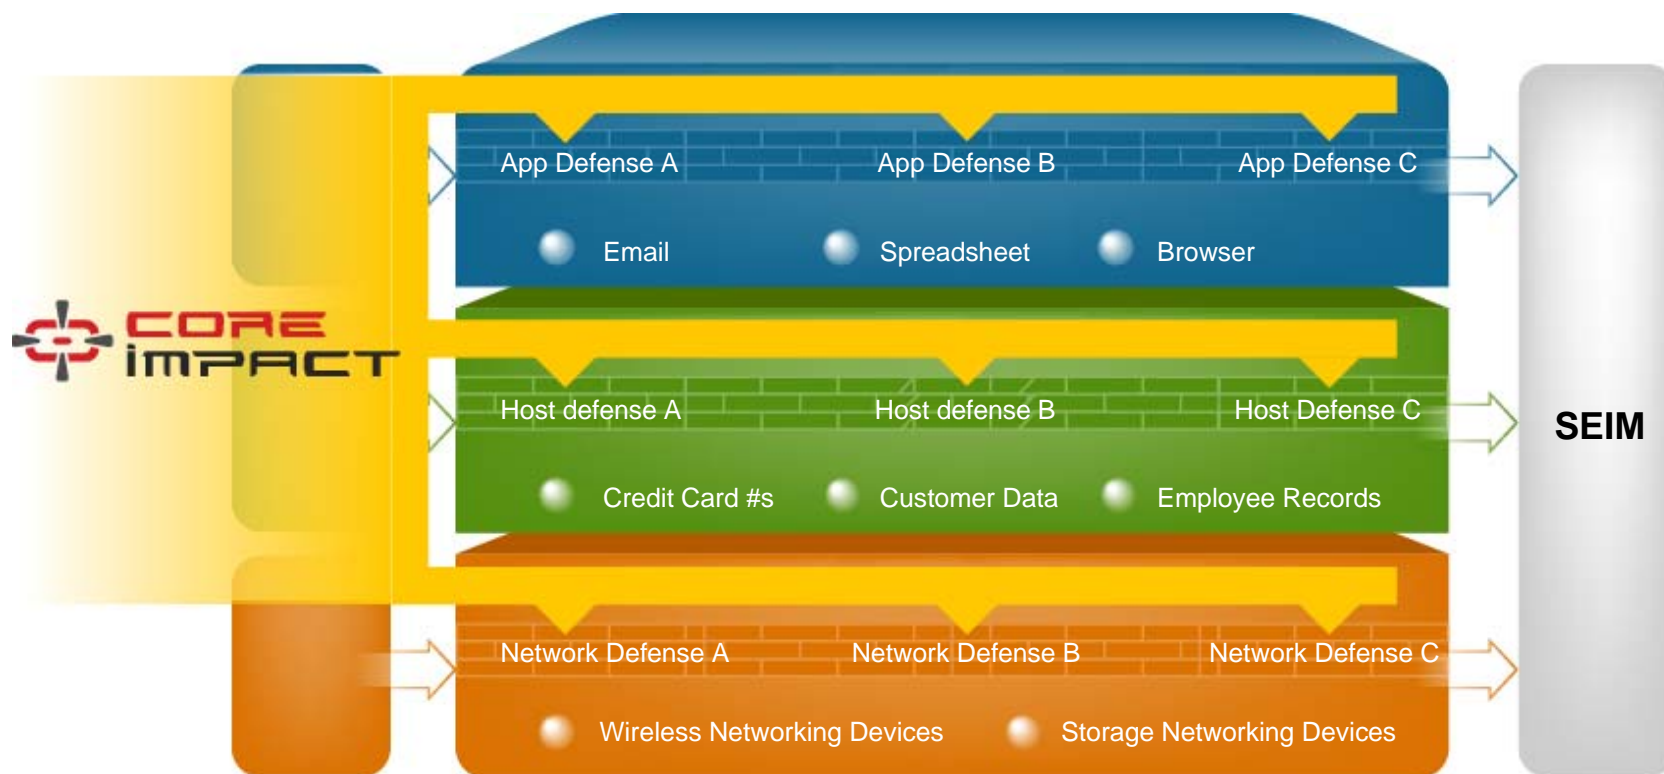 App Defense A App Defense B App Defense C
Email Spreadsheet Browser
CORE
iMPACT
Host defense A Host defense B Host Defense C
SEIM
Credit Card #s Customer Data Employee Records
Network Defense A Network Defense B Network Defense C
Wireless Networking Devices Storage Networking Devices